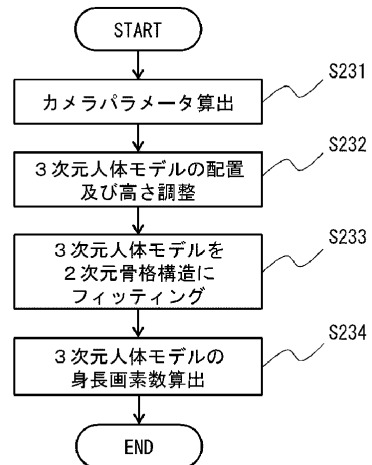 START
S231
カメラパラメータ算出
S232
３次元人体モデルの配置
及び高さ調整
S233
３次元人体モデルを
２次元骨格構造に
フィッティング
S234
３次元人体モデルの
身長画素数算出
END